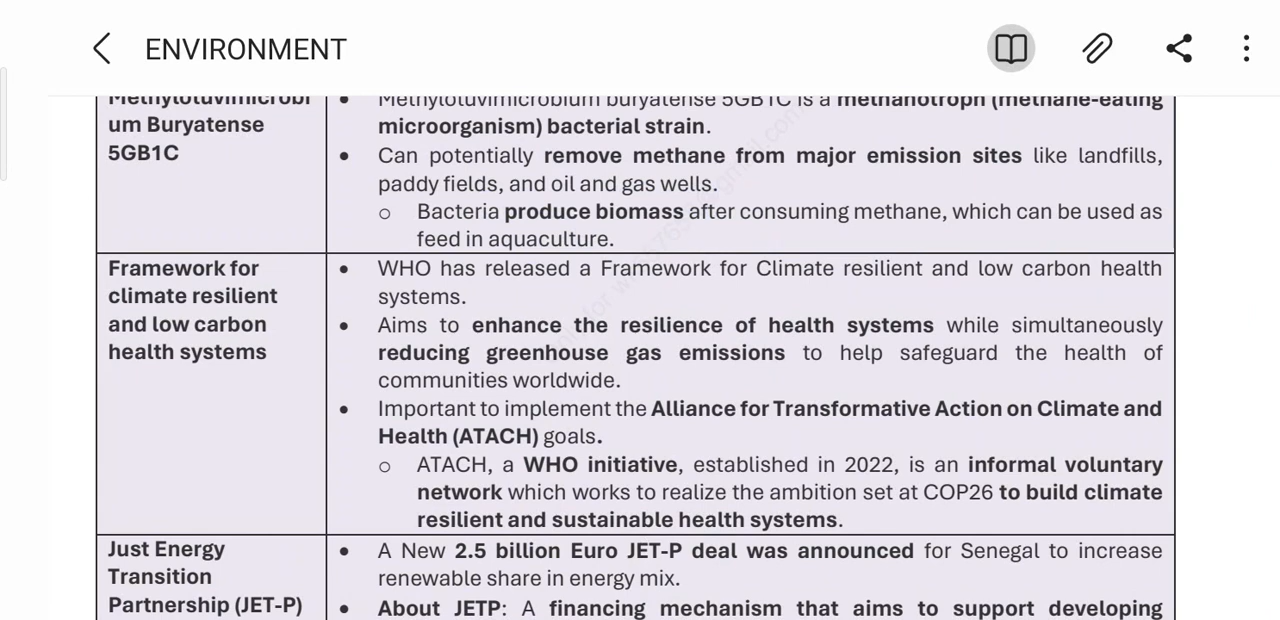 ENVIRONMENT
Methylotuvimicrobi
um Buryatense
5GB1C
• Methylotuvimicrobium buryatense 5GB1C is a methanotroph (methane-eating
microorganism) bacterial strain.
• Can potentially remove methane from major emission sites like landfills,
paddy fields, and oil and gas wells.
○ Bacteria produce biomass after consuming methane, which can be used as
feed in aquaculture.
Framework for
climate resilient
and low carbon
health systems
• WHO has released a Framework for Climate resilient and low carbon health
systems.
• Aims to enhance the resilience of health systems while simultaneously
reducing greenhouse gas emissions to help safeguard the health of
communities worldwide.
• Important to implement the Alliance for Transformative Action on Climate and
Health (ATACH) goals.
○ ATACH, a WHO initiative, established in 2022, is an informal voluntary
network which works to realize the ambition set at COP26 to build climate
resilient and sustainable health systems.
Just Energy
Transition
Partnership (JET-P)
• A New 2.5 billion Euro JET-P deal was announced for Senegal to increase
renewable share in energy mix.
• About JETP: A financing mechanism that aims to support developing